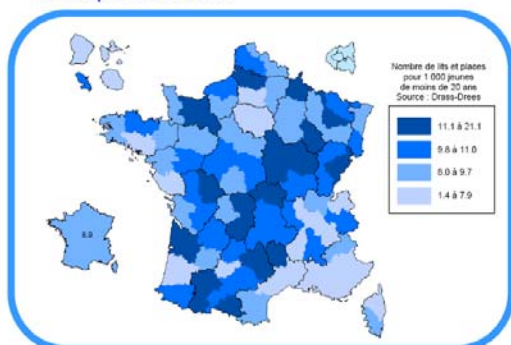 Nombre de lits et places
pour 1 000 jeunes
de moins de 20 ans
Source : Drass-Drees
11.1 à 21.1
9.8 à 11.0
8.0 à 9.7
1.4 à 7.9
8.9